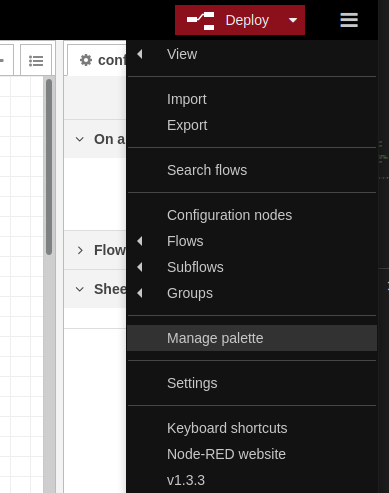 Deploy
conf
View
Import
Export
On a
Search flows
Configuration nodes
Flows
Flow
Subflows
Shee
Groups
Manage palette
Settings
Keyboard shortcuts
Node-RED website
v1.3.3